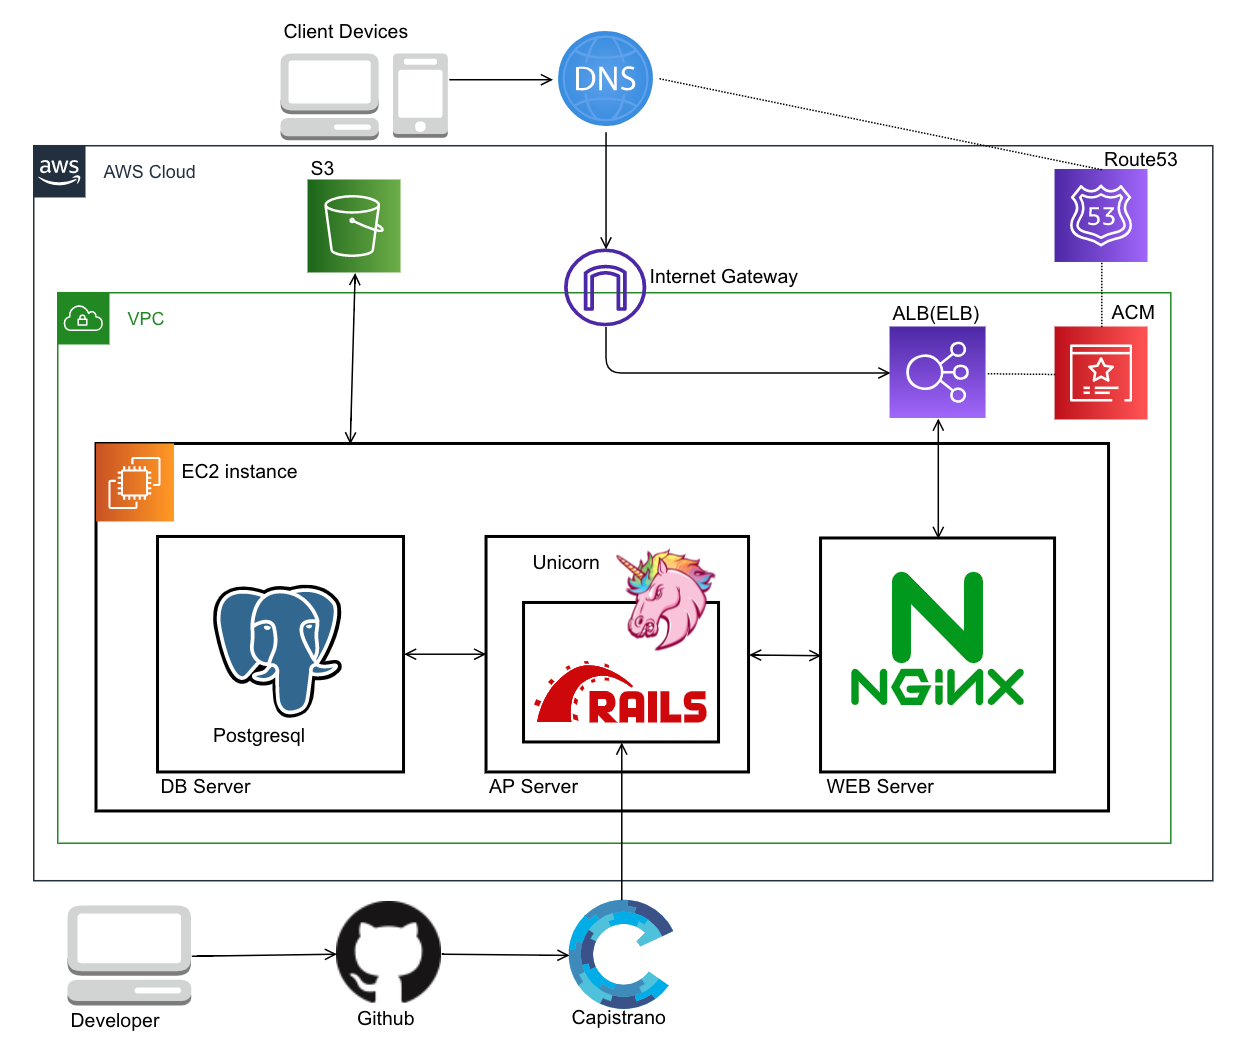 Client Devices
DNS
aws
AWS Cloud
S3
Route53
53
Internet Gateway
VPC
ALB(ELB)
ACM
EC2 instance
Unicorn
RAILS
N
NGiNX
Postgresql
DB Server
AP Server
WEB Server
Developer
Github
Capistrano